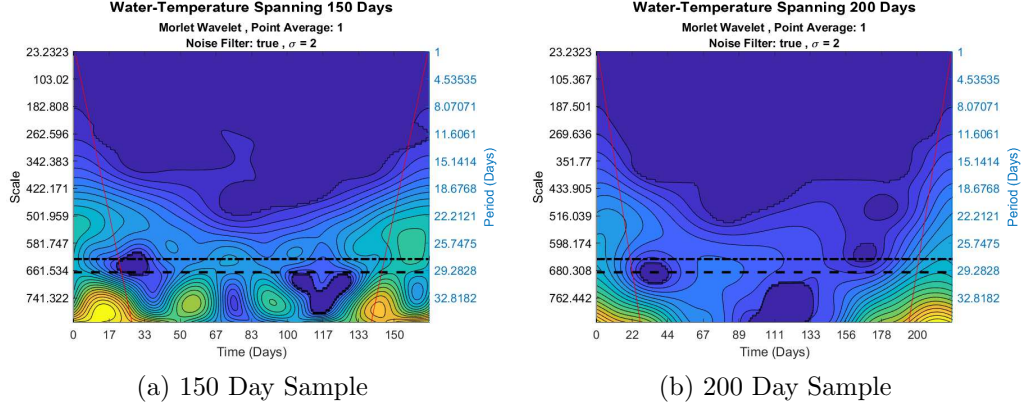 Water-Temperature Spanning 150 Days
Morlet Wavelet , Point Average: 1
Noise Filter: true , σ = 2
23.2323
103.02
182.808
262.596
342.383
422.171
501.959
581.747
661.534
741.322
Scale
1
4.53535
8.07071
11.6061
15.1414
18.6768
22.2121
25.7475
29.2828
32.8182
Period (Days)
0 17 33 50 67 83 100 117 133 150
Time (Days)
(a) 150 Day Sample
Water-Temperature Spanning 200 Days
Morlet Wavelet , Point Average: 1
Noise Filter: true , σ = 2
23.2323
105.367
187.501
269.636
351.77
433.905
516.039
598.174
680.308
762.442
Scale
1
4.53535
8.07071
11.6061
15.1414
18.6768
22.2121
25.7475
29.2828
32.8182
Period (Days)
0 22 44 67 89 111 133 156 178 200
Time (Days)
(b) 200 Day Sample